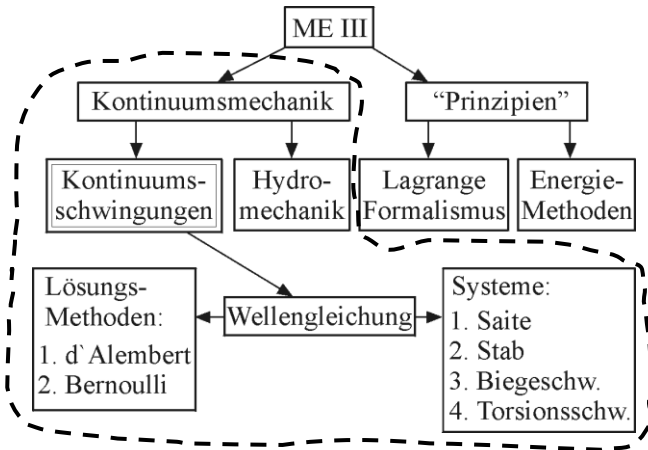 ME III
Kontinuumsmechanik
“Prinzipien”
Kontinuums-
schwingungen
Hydro-
mechanik
Lagrange
Formalismus
Energie-
Methoden
Lösungs-
Methoden:
1. d`Alembert
2. Bernoulli
Wellengleichung
Systeme:
1. Saite
2. Stab
3. Biegeschw.
4. Torsionsschw.